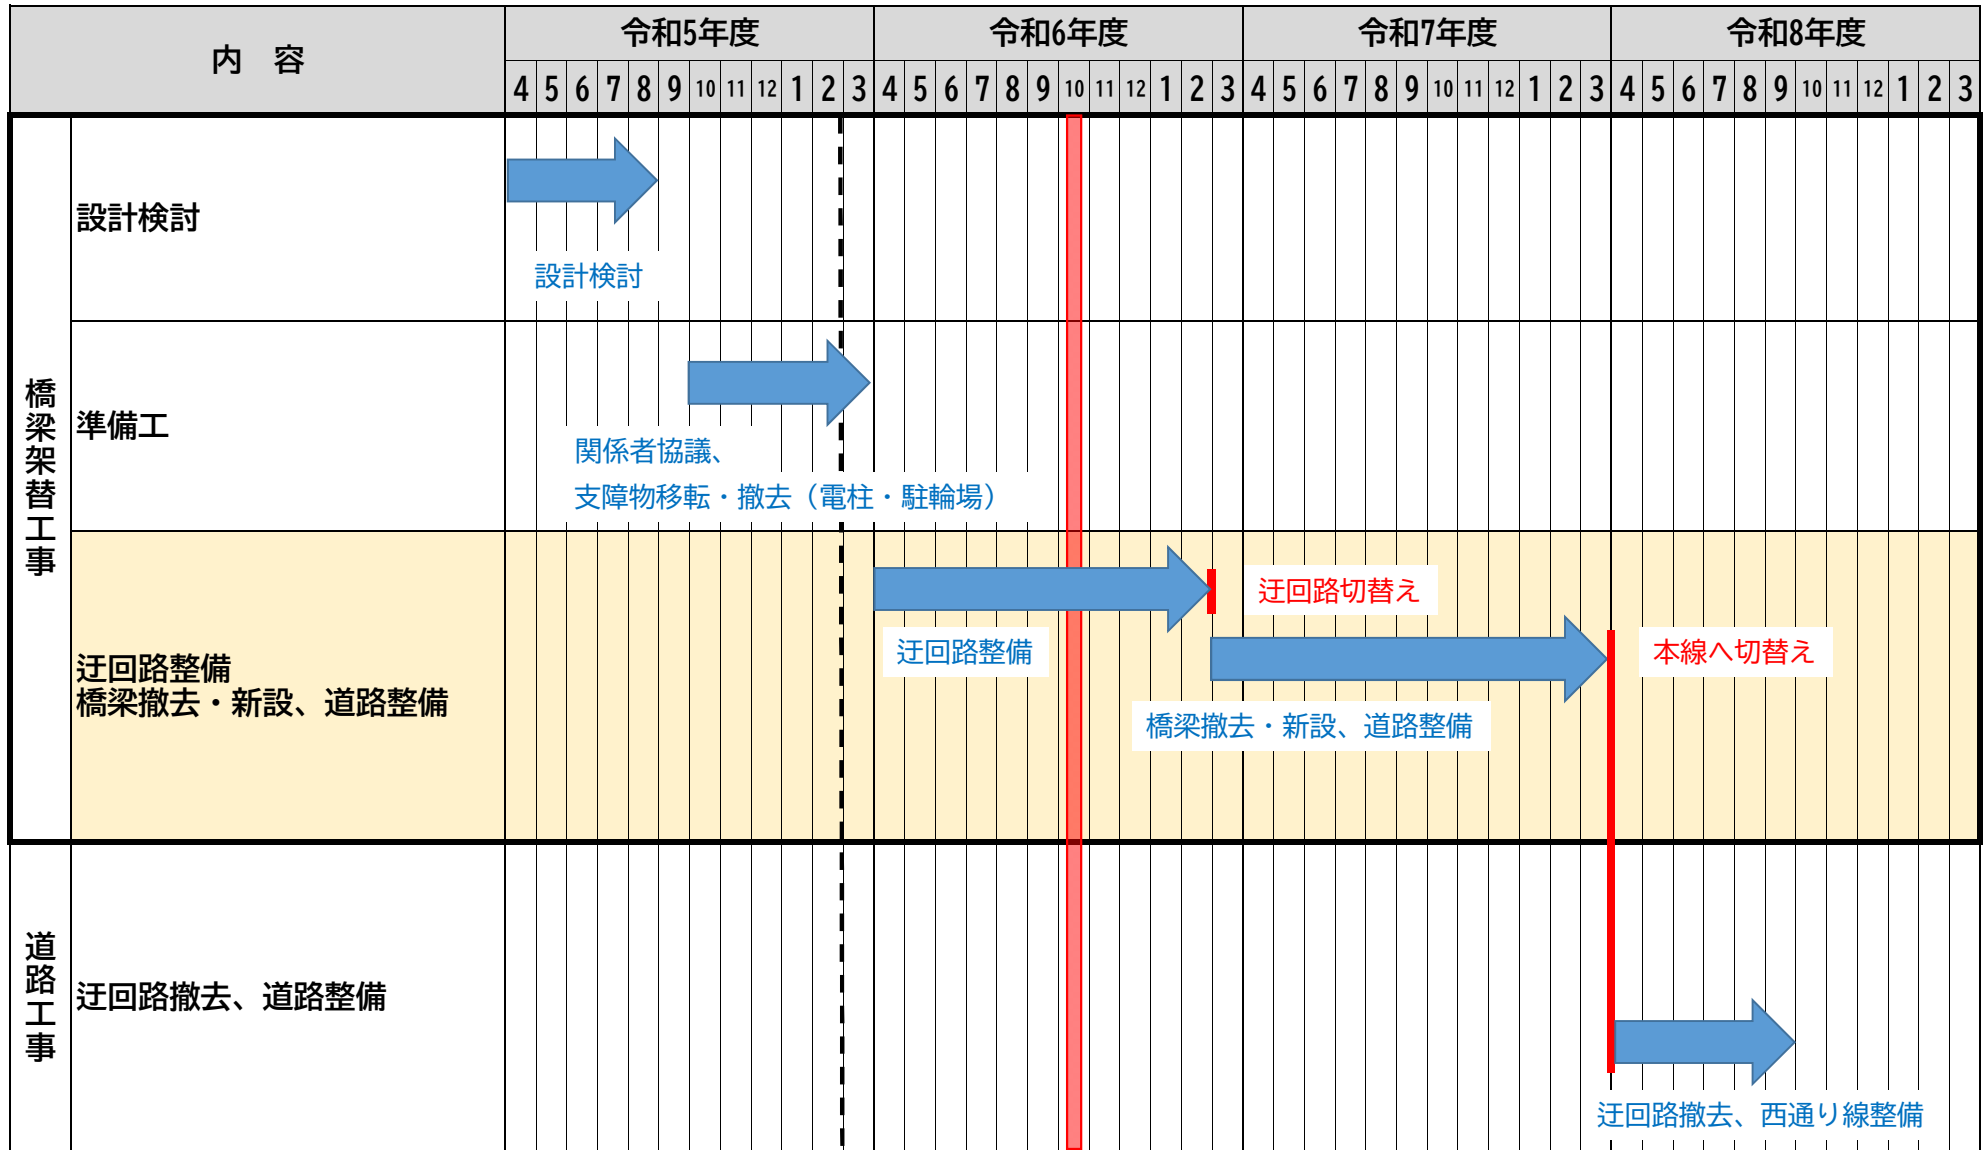 内　容
令和5年度 令和6年度 令和7年度 令和8年度
4 5 6 7 8 9 10 11 12 1 2 3 4 5 6 7 8 9 10 11 12 1 2 3 4 5 6 7 8 9 10 11 12 1 2 3 4 5 6 7 8 9 10 11 12 1 2 3
橋梁架替工事
設計検討
設計検討
準備工
関係者協議、
支障物移転・撤去（電柱・駐輪場）
迂回路整備
橋梁撤去・新設、道路整備
迂回路切替え
迂回路整備
本線へ切替え
橋梁撤去・新設、道路整備
道路工事
迂回路撤去、道路整備
迂回路撤去、西通り線整備